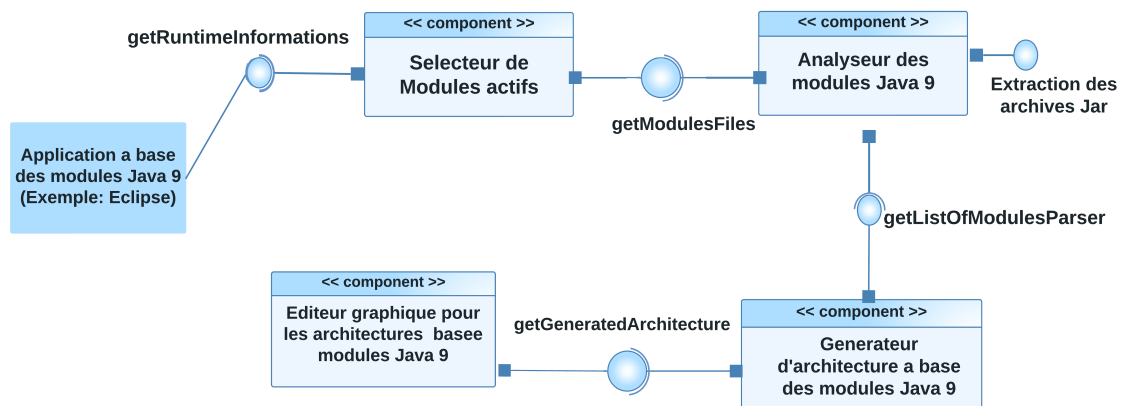 << component >>
Selecteur de
Modules actifs
<< component >>
Analyseur des
modules Java 9
getRuntimeInformations
getModulesFiles
Extraction des
archives Jar
Application a base
des modules Java 9
(Exemple: Eclipse)
getListOfModulesParser
<< component >>
Editeur graphique pour
les architectures basee
modules Java 9
getGeneratedArchitecture
<< component >>
Generateur
d'architecture a base
des modules Java 9